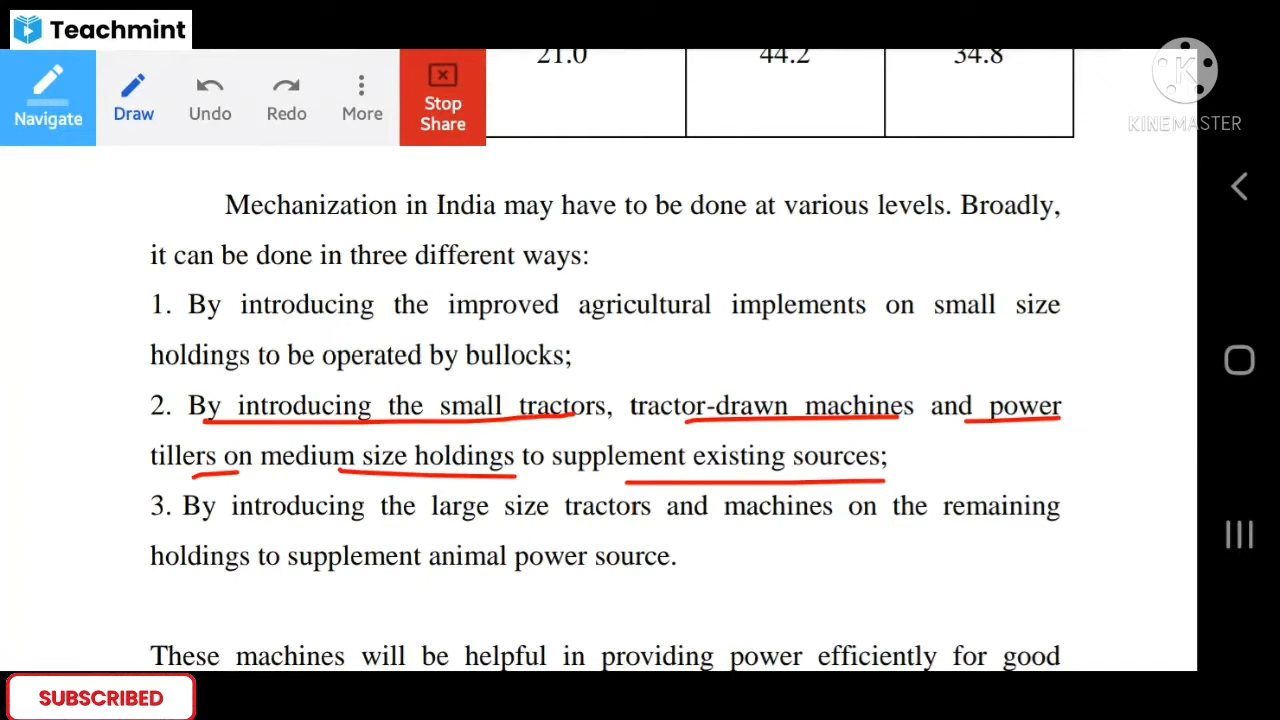 Teachmint
21.0 44.2 34.8
Navigate Draw Undo Redo More Stop Share
KINEMASTER
Mechanization in India may have to be done at various levels. Broadly,
it can be done in three different ways:
1. By introducing the improved agricultural implements on small size
holdings to be operated by bullocks;
2. By introducing the small tractors, tractor-drawn machines and power
tillers on medium size holdings to supplement existing sources;
3. By introducing the large size tractors and machines on the remaining
holdings to supplement animal power source.
These machines will be helpful in providing power efficiently for good
SUBSCRIBED